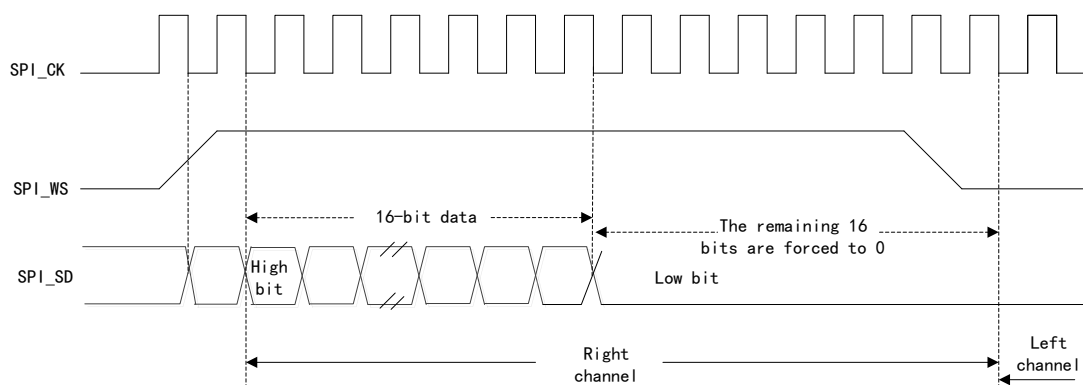 SPI_CK
SPI_WS
16-bit data
The remaining 16
bits are forced to 0
SPI_SD
High
bit
Low bit
Right
channel
Left
channel